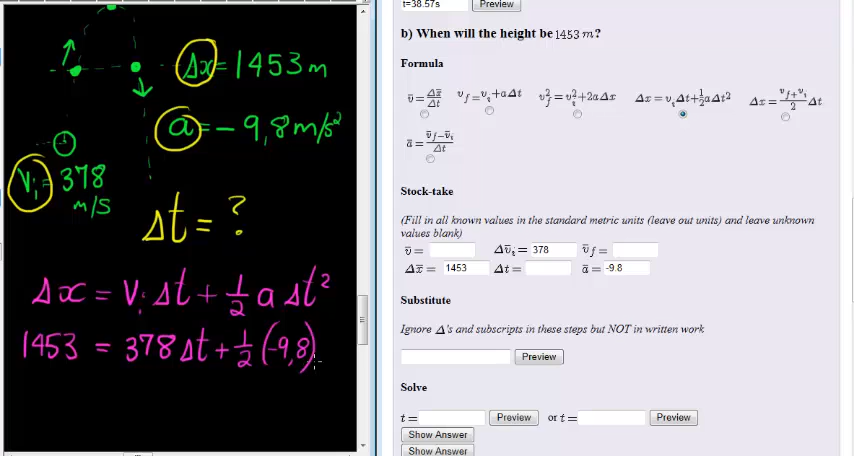 Δx = 1453 m
a = - 9,8 m/s²
Vi = 378
m/s
Δt = ?
Δx = Vi Δt + 1/2 a Δt²
1453 = 378 Δt + 1/2 (-9,8)
t=38.57s Preview
b) When will the height be 1453 m?
Formula
v̄ = Δx̄/Δt v_f = v_i + aΔt v_f² = v_i² + 2aΔx Δx = v_iΔt + 1/2 aΔt² Δx = (v_f + v_i)/2 Δt
ā = (v̄_f − v̄_i)/Δt
Stock-take
(Fill in all known values in the standard metric units (leave out units) and leave unknown
values blank)
v̄ = Δv̄_i = 378 v̄_f =
Δx̄ = 1453 Δt = ā = -9.8
Substitute
Ignore Δ's and subscripts in these steps but NOT in written work
Preview
Solve
t = Preview or t = Preview
Show Answer
Show Answer